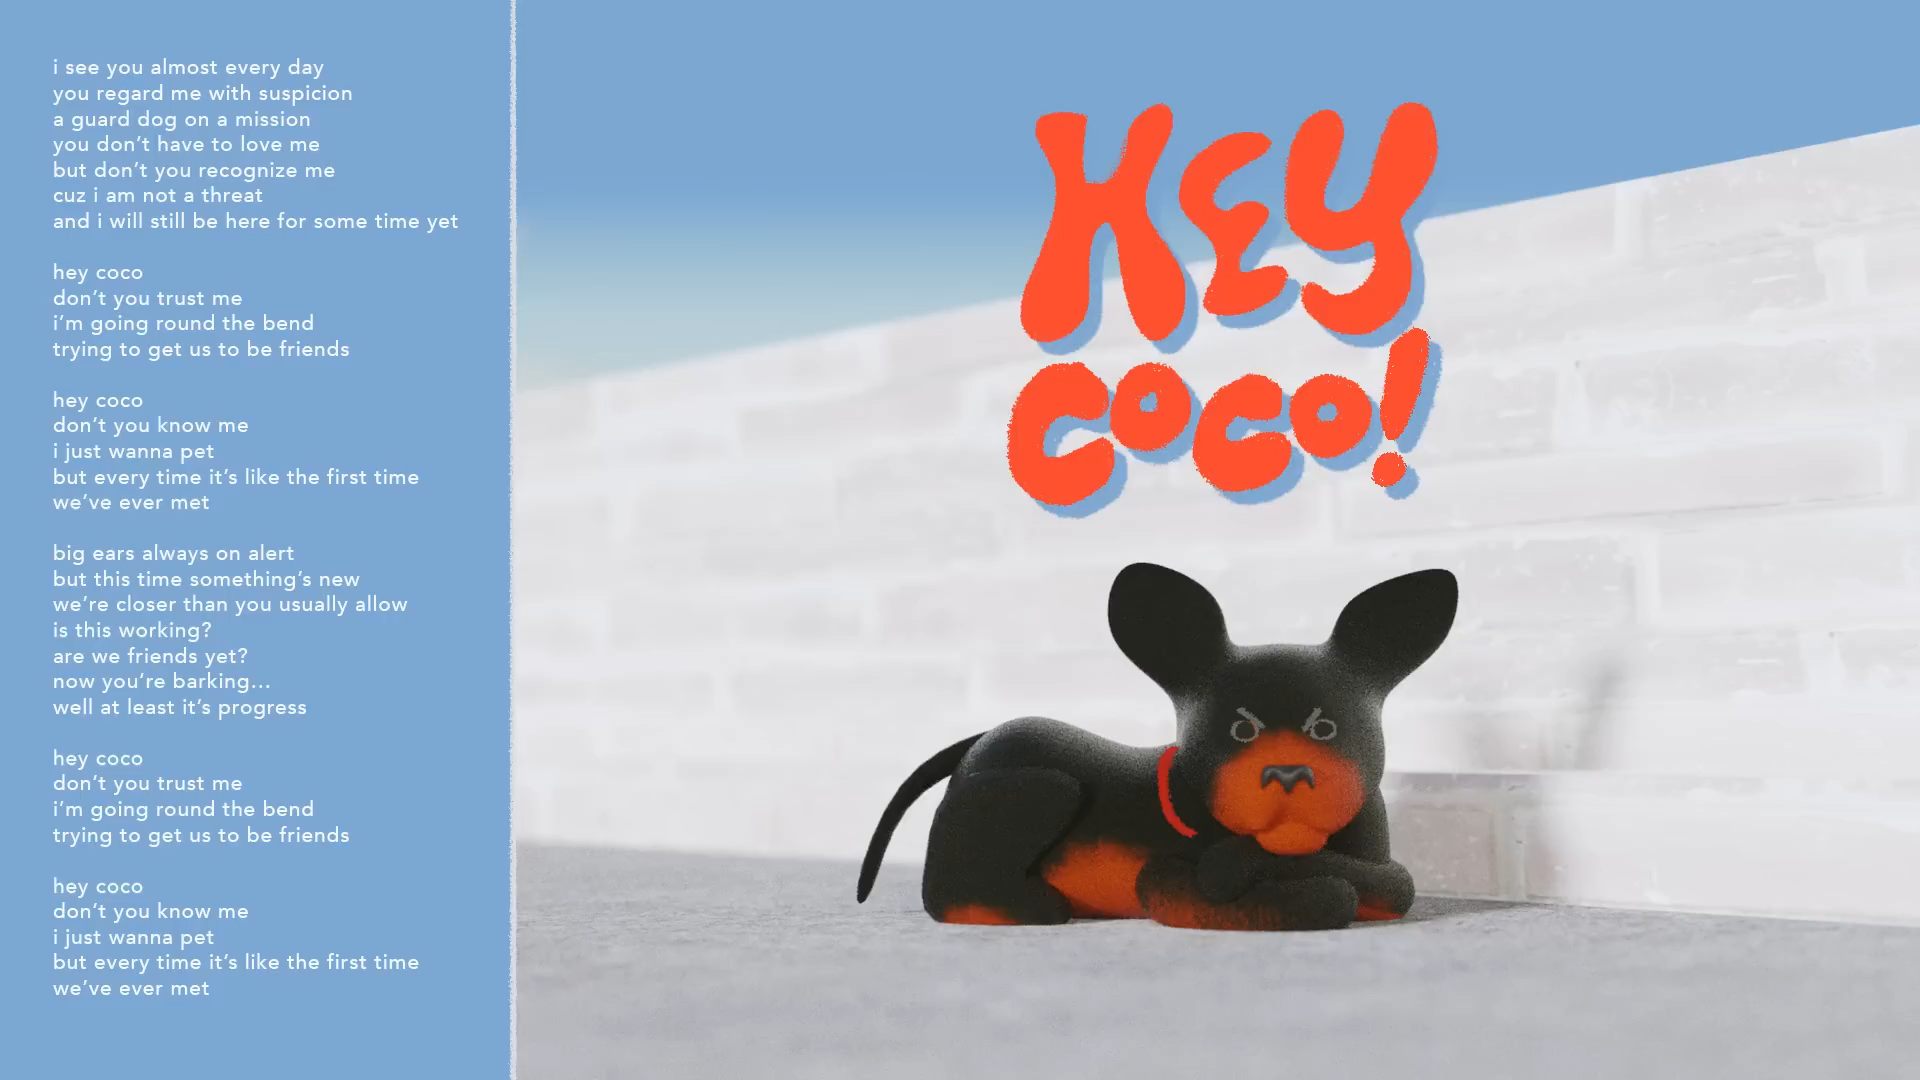 i see you almost every day
you regard me with suspicion
a guard dog on a mission
you don’t have to love me
but don’t you recognize me
cuz i am not a threat
and i will still be here for some time yet
hey coco
don’t you trust me
i’m going round the bend
trying to get us to be friends
hey coco
don’t you know me
i just wanna pet
but every time it’s like the first time
we’ve ever met
big ears always on alert
but this time something’s new
we’re closer than you usually allow
is this working?
are we friends yet?
now you’re barking...
well at least it’s progress
hey coco
don’t you trust me
i’m going round the bend
trying to get us to be friends
hey coco
don’t you know me
i just wanna pet
but every time it’s like the first time
we’ve ever met
HEY
COCO!